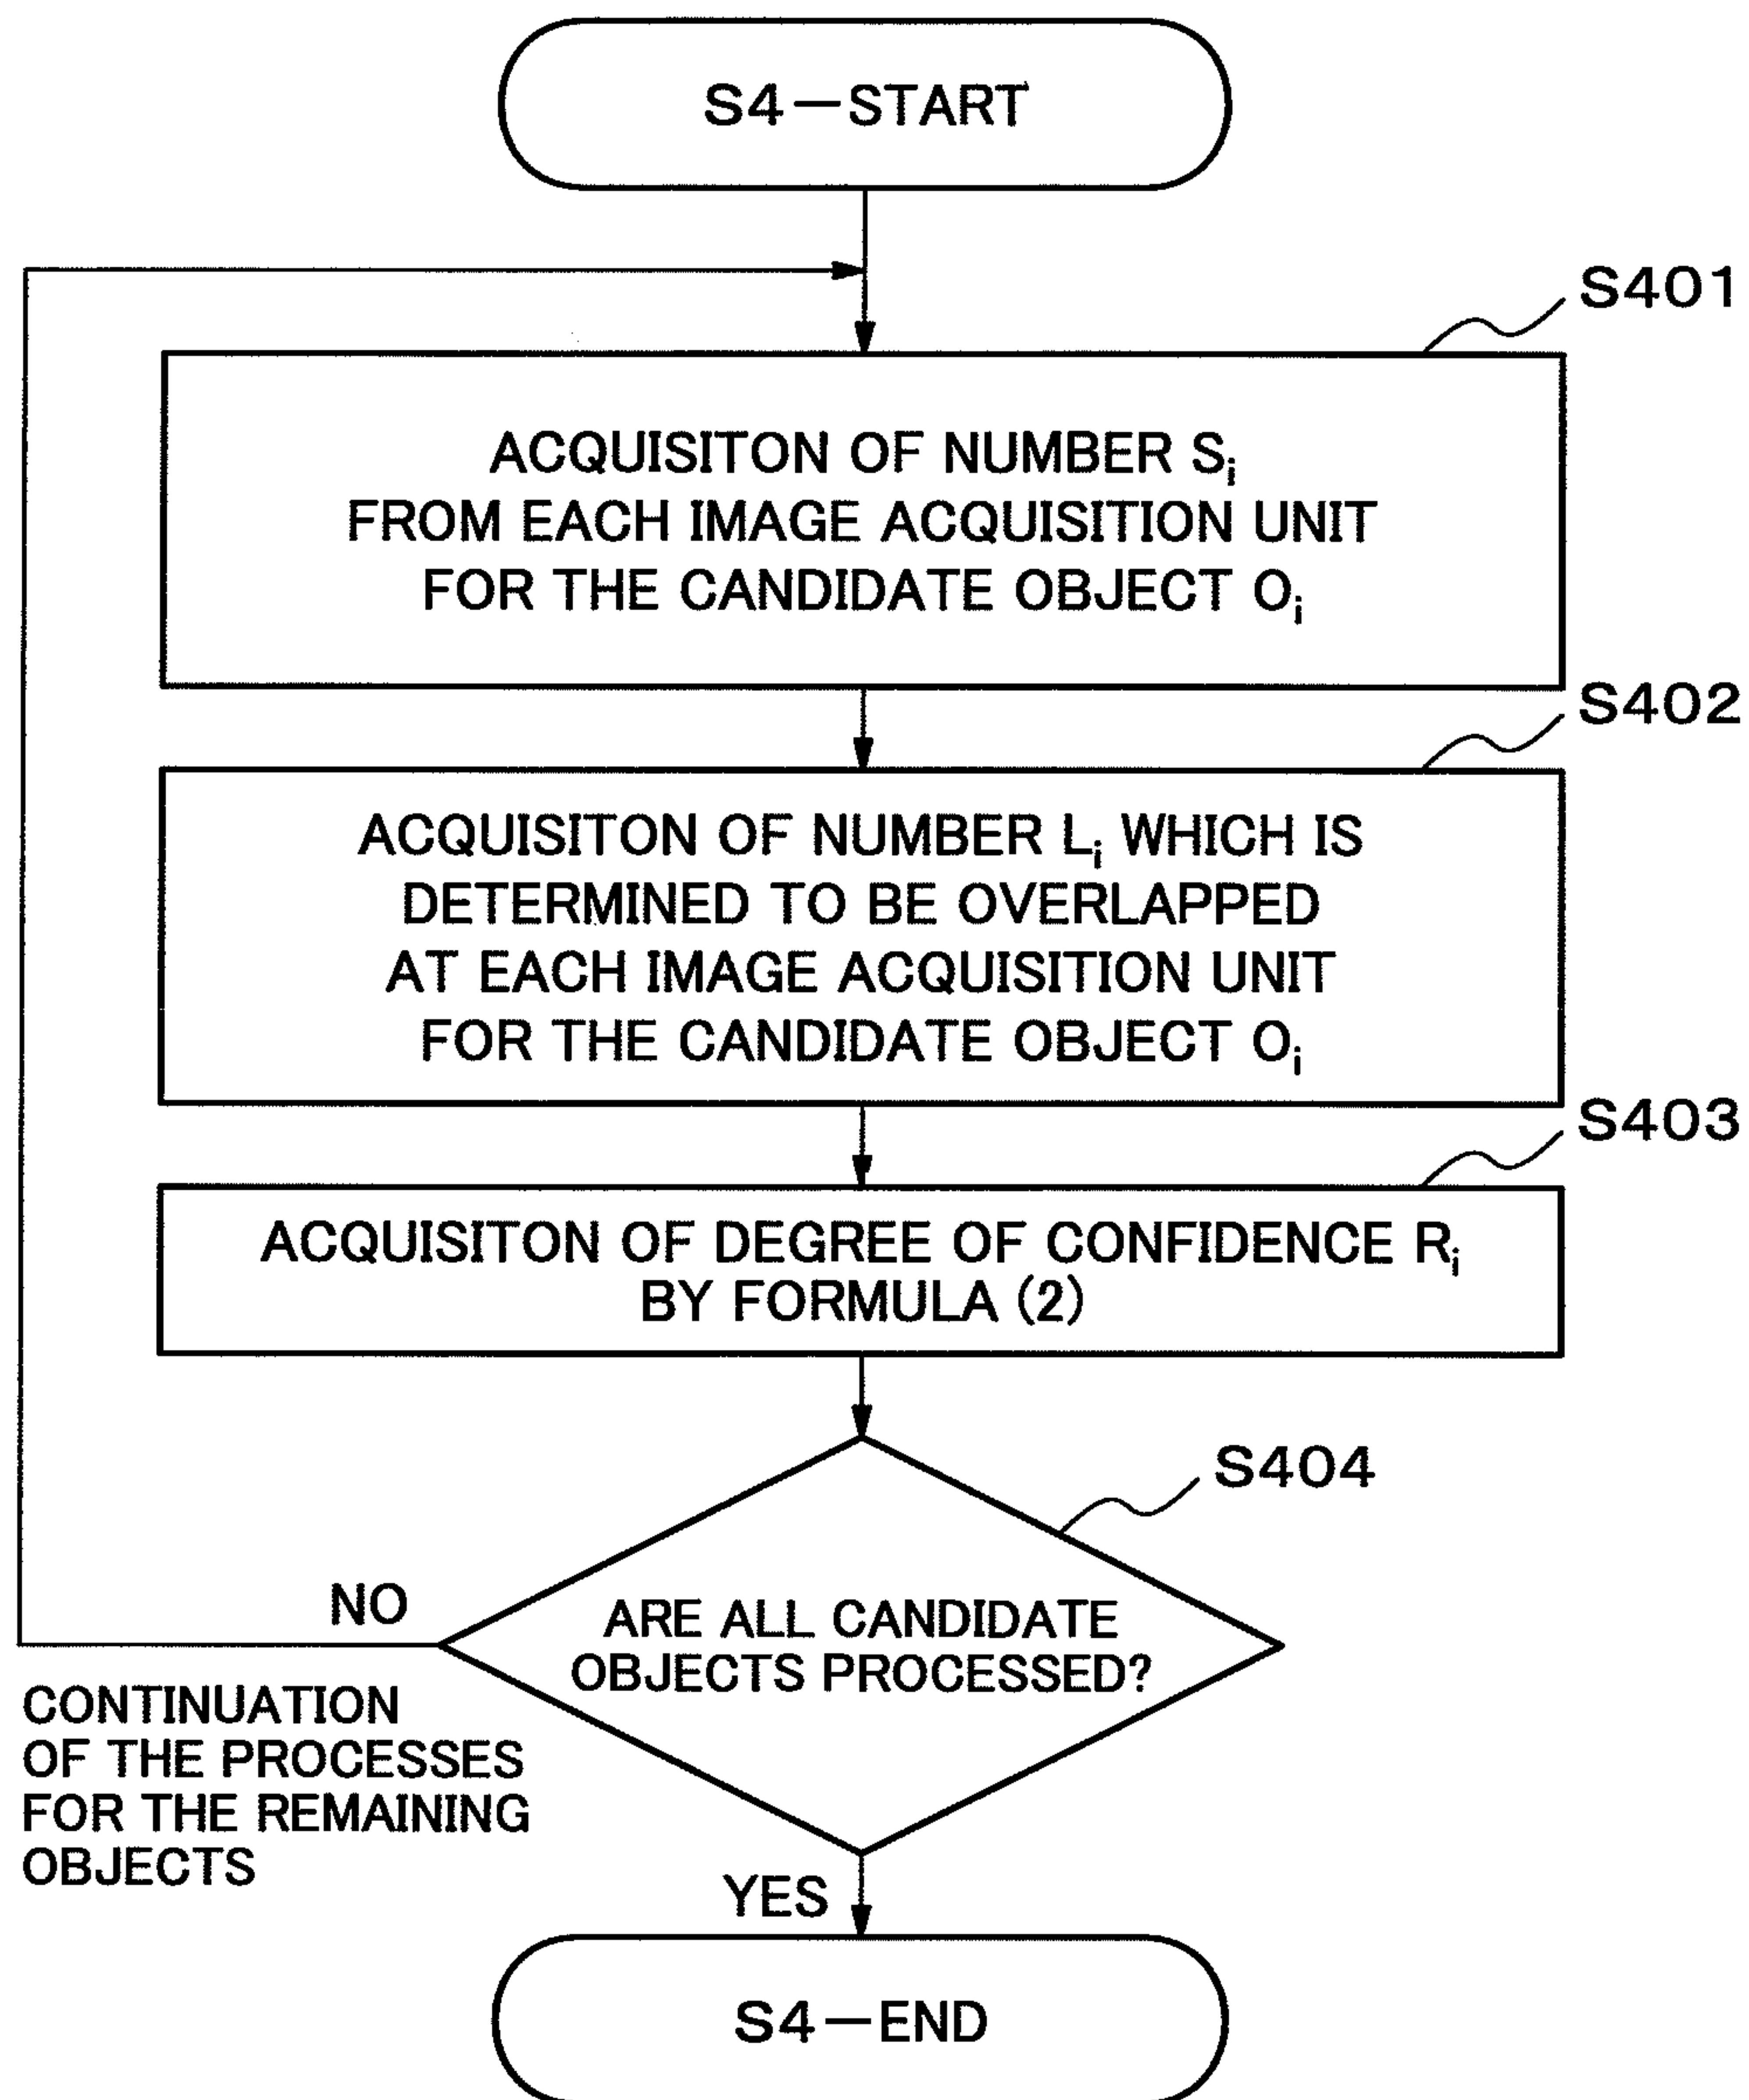 S4—START
S401
ACQUISITON OF NUMBER Si
FROM EACH IMAGE ACQUISITION UNIT
FOR THE CANDIDATE OBJECT Oi
S402
ACQUISITON OF NUMBER Li WHICH IS
DETERMINED TO BE OVERLAPPED
AT EACH IMAGE ACQUISITION UNIT
FOR THE CANDIDATE OBJECT Oi
S403
ACQUISITON OF DEGREE OF CONFIDENCE Ri
BY FORMULA (2)
S404
NO
ARE ALL CANDIDATE
OBJECTS PROCESSED?
CONTINUATION
OF THE PROCESSES
FOR THE REMAINING
OBJECTS
YES
S4—END